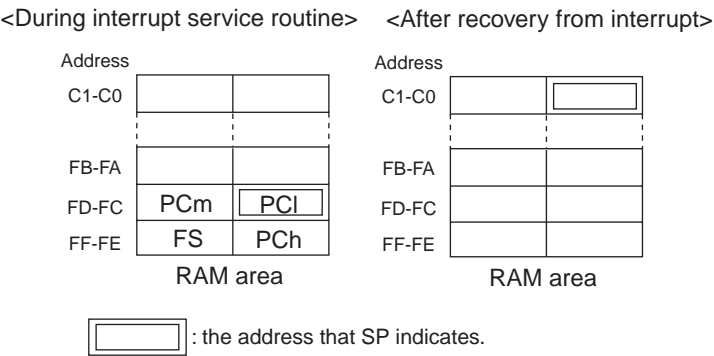 <During interrupt service routine>
<After recovery from interrupt>
Address
C1-C0
FB-FA
FD-FC PCm PCl
FF-FE FS PCh
RAM area
Address
C1-C0
FB-FA
FD-FC
FF-FE
RAM area
: the address that SP indicates.